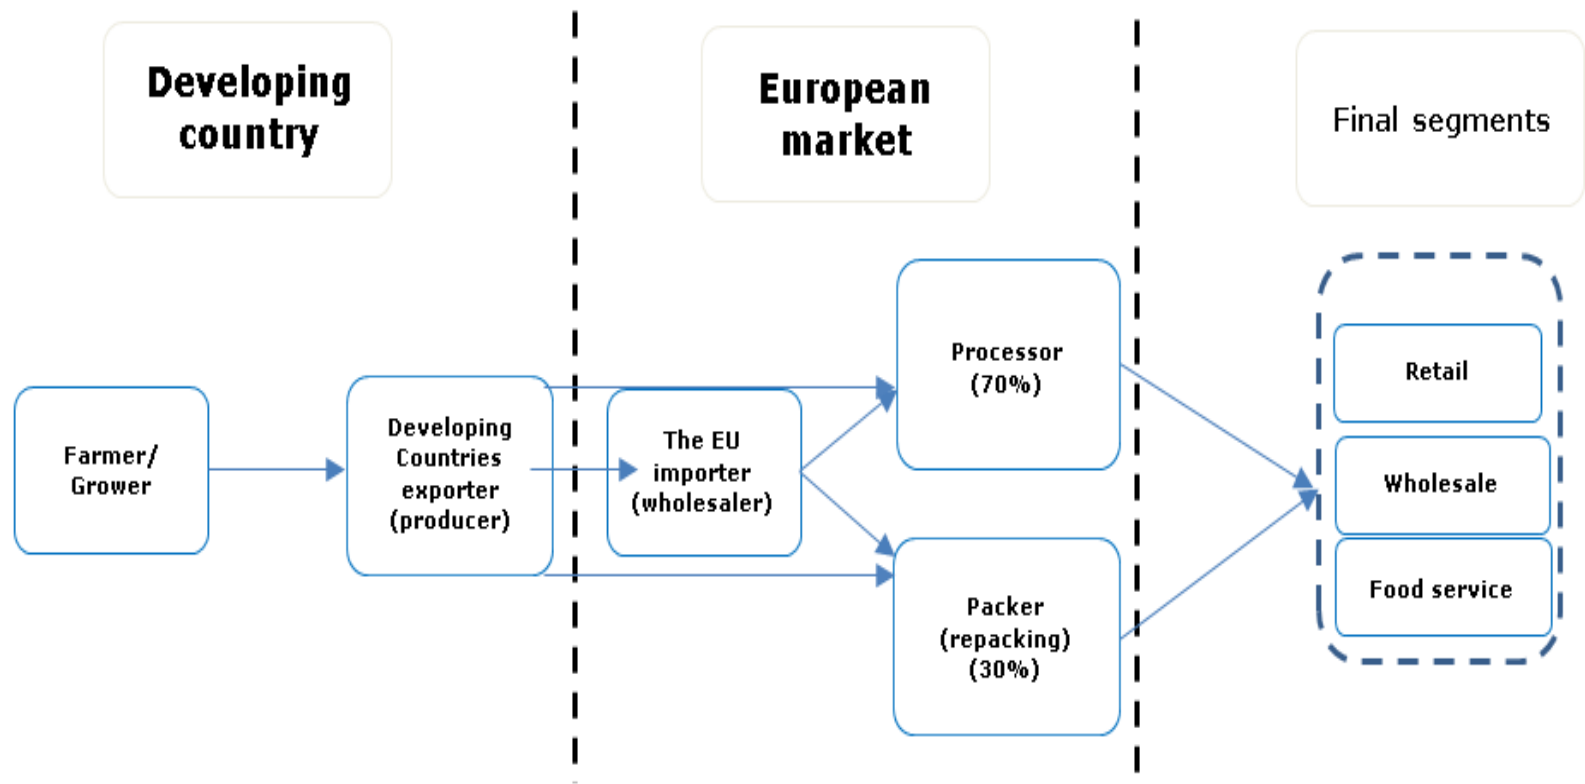 Developing
country
European
market
Final segments
Farmer/
Grower
Developing
Countries
exporter
(producer)
The EU
importer
(wholesaler)
Processor
(70%)
Packer
(repacking)
(30%)
Retail
Wholesale
Food service